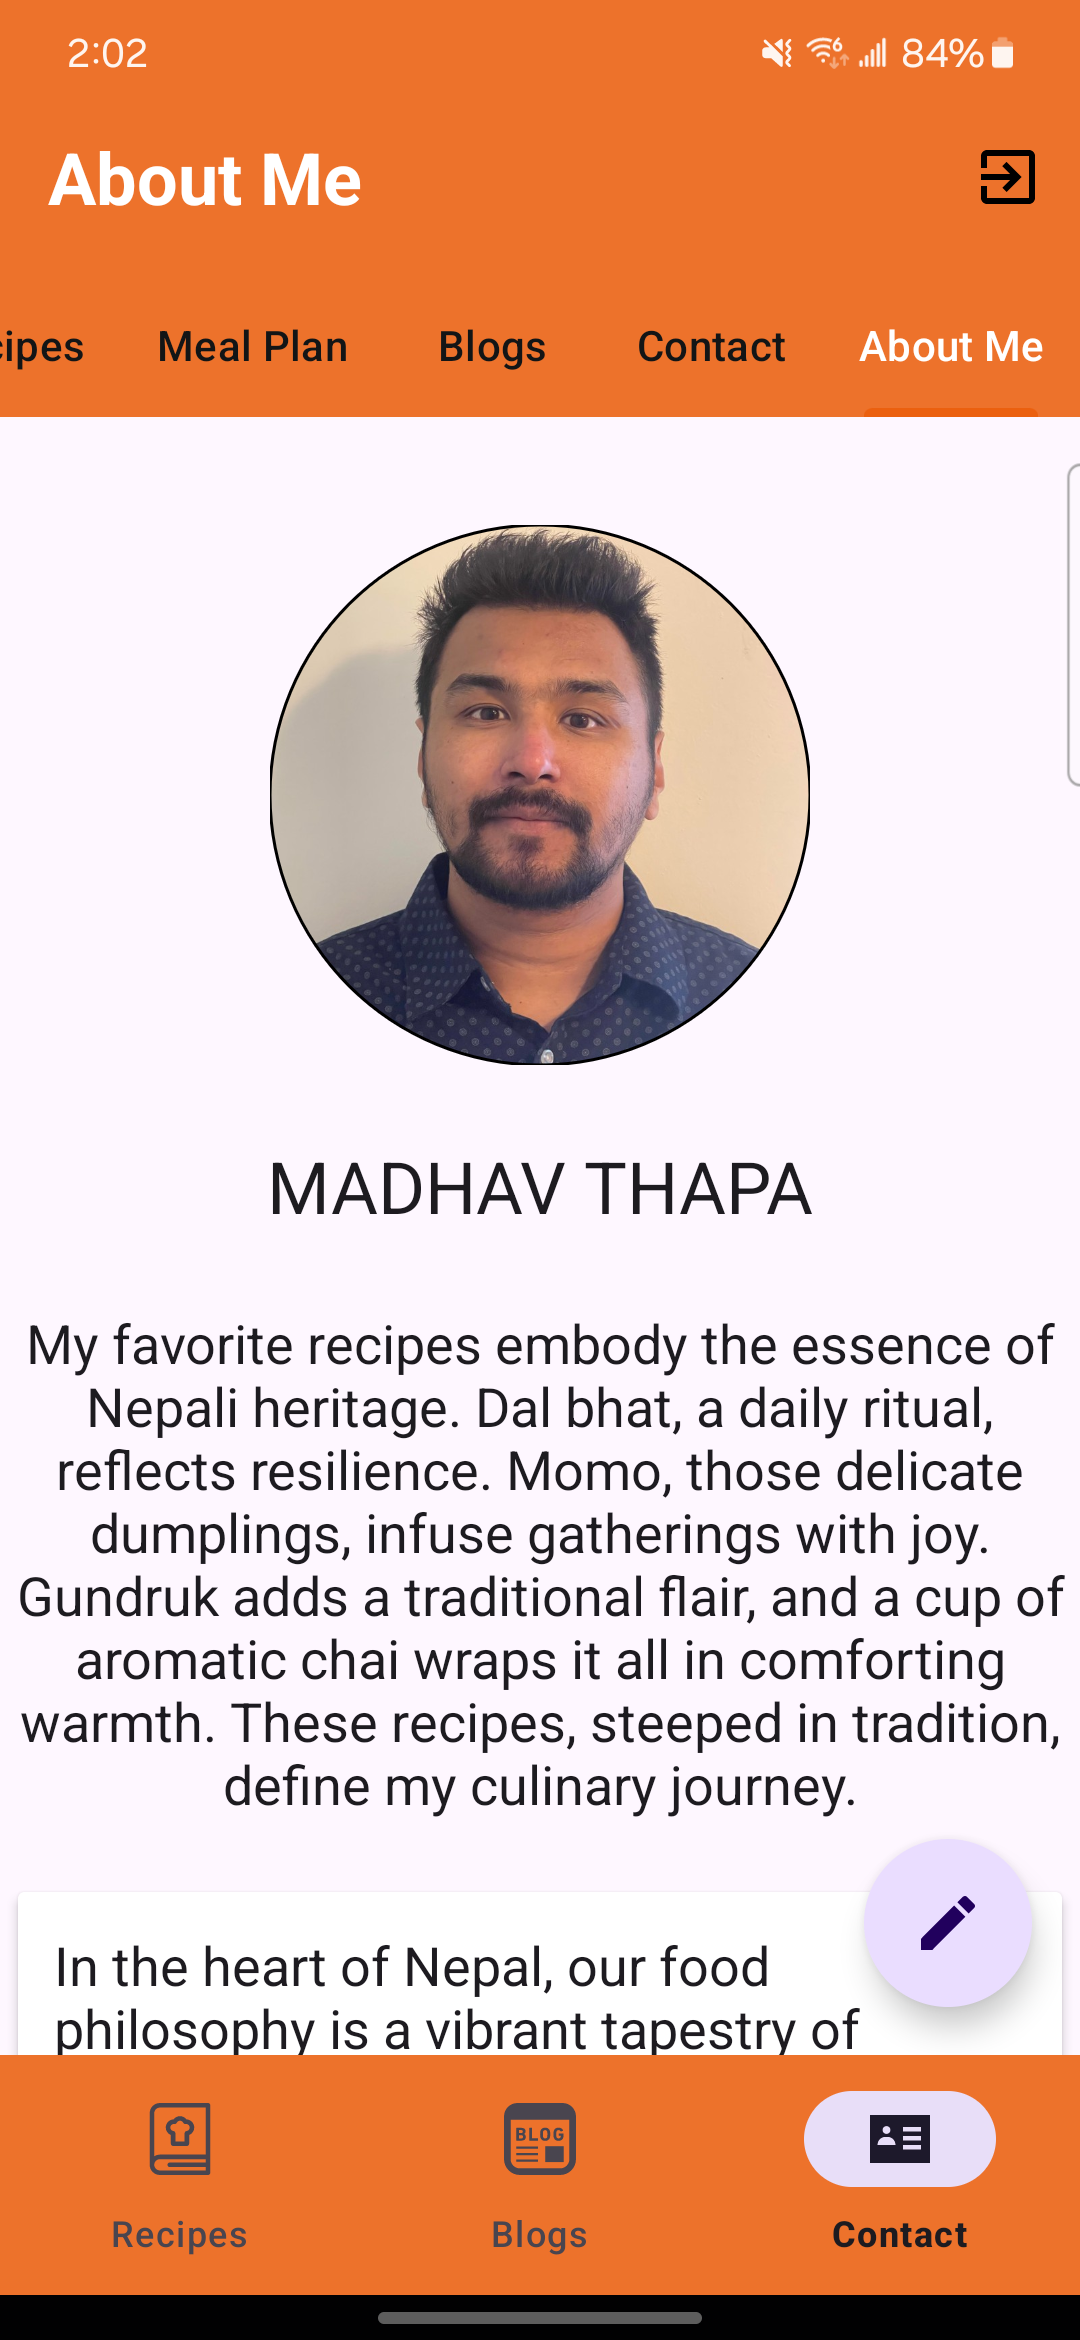 2:02
6
84%
About Me
cipes Meal Plan Blogs Contact About Me
MADHAV THAPA
My favorite recipes embody the essence of
Nepali heritage. Dal bhat, a daily ritual,
reflects resilience. Momo, those delicate
dumplings, infuse gatherings with joy.
Gundruk adds a traditional flair, and a cup of
aromatic chai wraps it all in comforting
warmth. These recipes, steeped in tradition,
define my culinary journey.
In the heart of Nepal, our food
philosophy is a vibrant tapestry of
BLOG
Recipes Blogs Contact